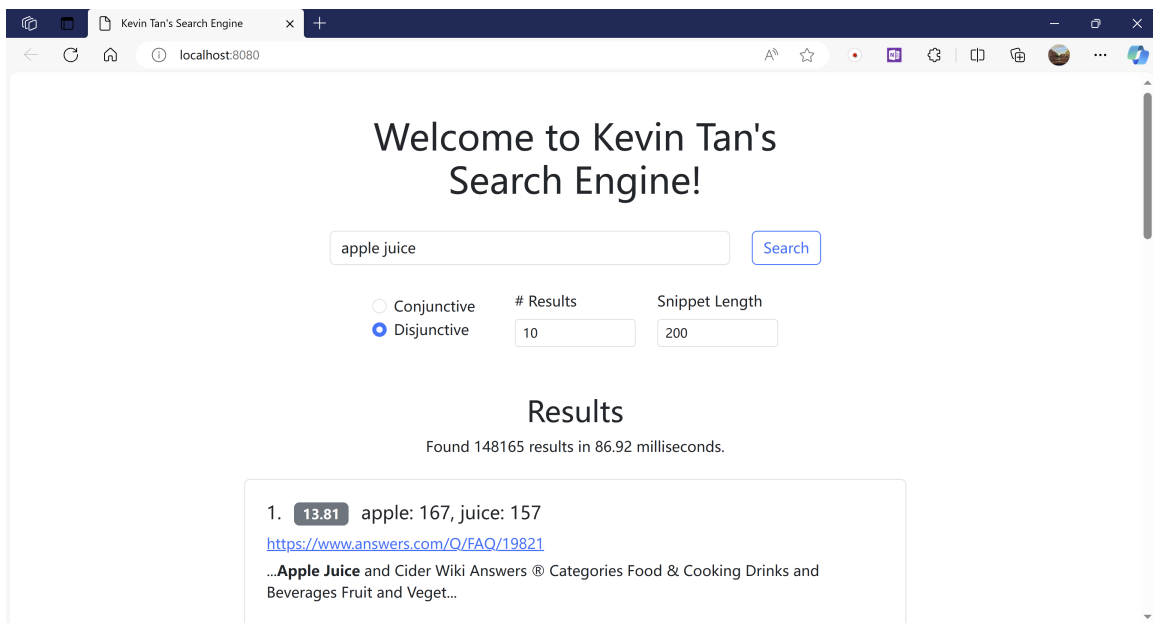 Kevin Tan's Search Engine
localhost:8080
Welcome to Kevin Tan's
Search Engine!
apple juice
Search
Conjunctive
Disjunctive
# Results
10
Snippet Length
200
Results
Found 148165 results in 86.92 milliseconds.
1. 13.81 apple: 167, juice: 157
https://www.answers.com/Q/FAQ/19821
...Apple Juice and Cider Wiki Answers ® Categories Food & Cooking Drinks and
Beverages Fruit and Veget...